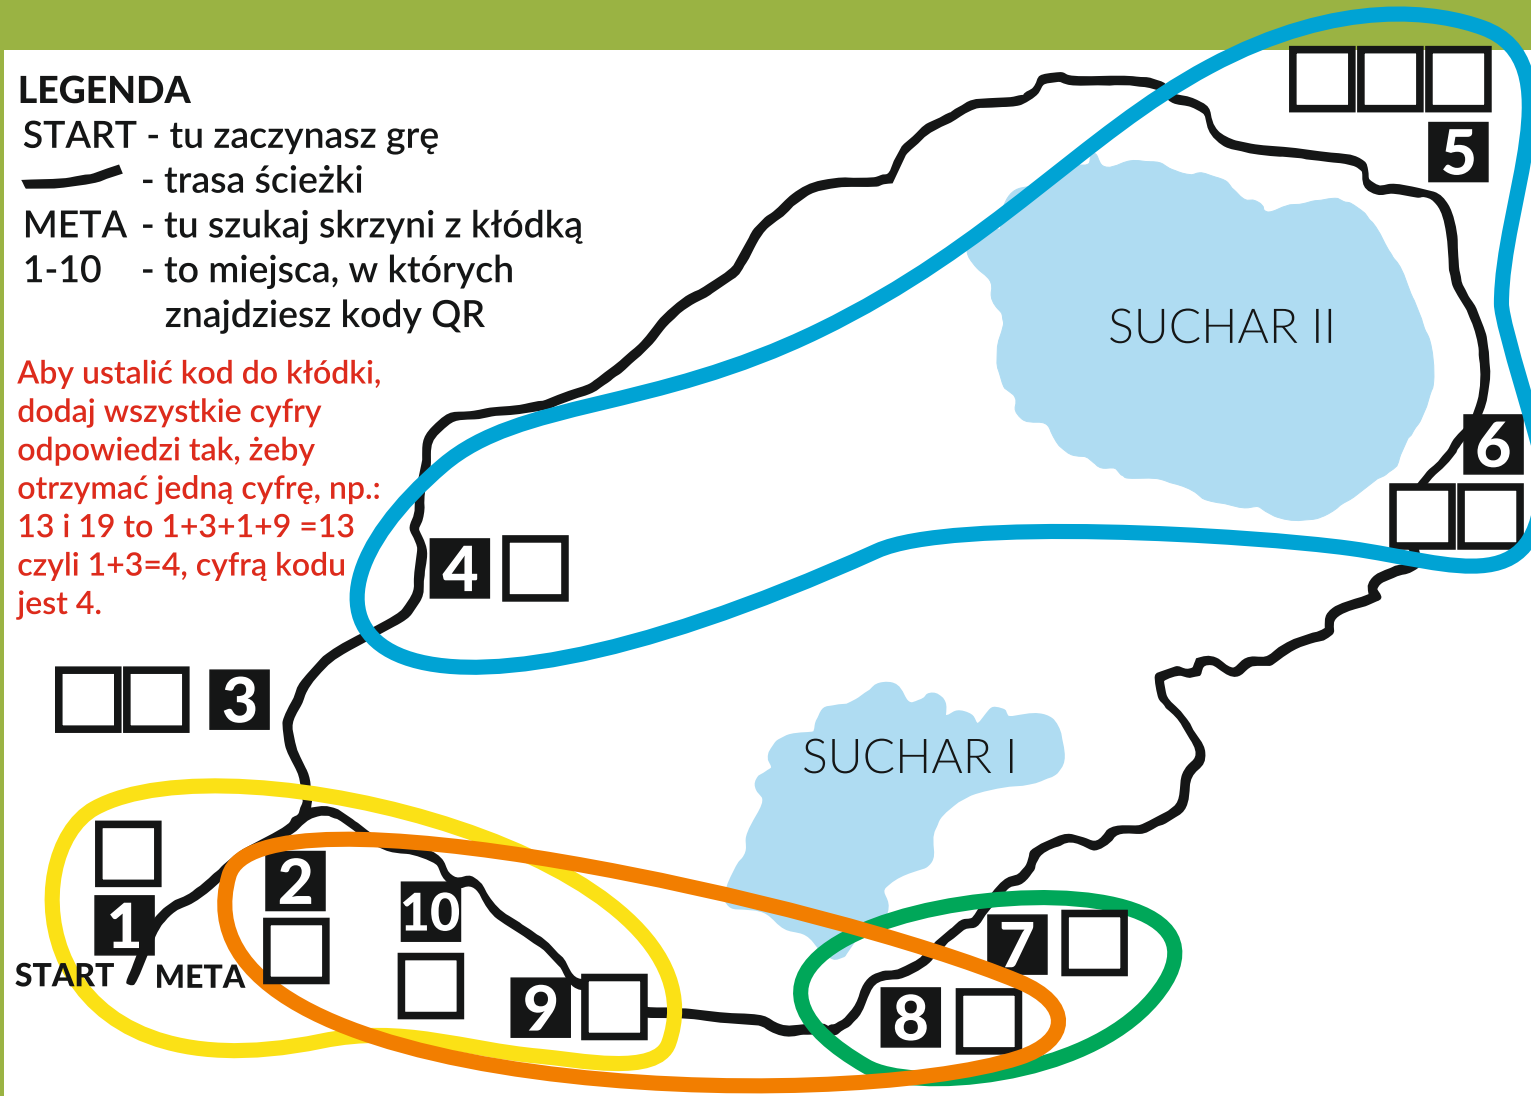 LEGENDA
START - tu zaczynasz grę
- trasa ścieżki
META - tu szukaj skrzyni z kłódką
1-10 - to miejsca, w których
znajdziesz kody QR
Aby ustalić kod do kłódki,
dodaj wszystkie cyfry
odpowiedzi tak, żeby
otrzymać jedną cyfrę, np.:
13 i 19 to 1+3+1+9 =13
czyli 1+3=4, cyfrą kodu
jest 4.
5
SUCHAR II
6
4
3
SUCHAR I
2
1
10
7
START / META
9
8